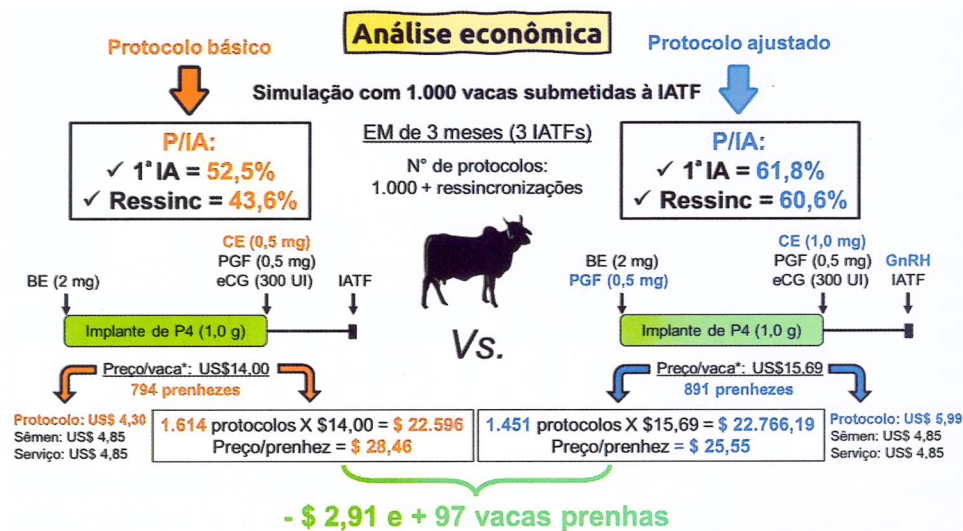 Análise econômica
Protocolo básico
Protocolo ajustado
Simulação com 1.000 vacas submetidas à IATF
P/IA:
✓ 1ª IA = 52,5%
✓ Ressinc = 43,6%
EM de 3 meses (3 IATFs)
N° de protocolos:
1.000 + ressincronizações
P/IA:
✓ 1ª IA = 61,8%
✓ Ressinc = 60,6%
BE (2 mg)
CE (0,5 mg)
PGF (0,5 mg)
eCG (300 UI)
IATF
Implante de P4 (1,0 g)
Vs.
BE (2 mg)
PGF (0,5 mg)
CE (1,0 mg)
PGF (0,5 mg)
eCG (300 UI)
GnRH
IATF
Implante de P4 (1,0 g)
Preço/vaca*: US$14,00
794 prenhezes
Protocolo: US$ 4,30
Sêmen: US$ 4,85
Serviço: US$ 4,85
1.614 protocolos X $14,00 = $ 22.596
Preço/prenhez = $ 28,46
Preço/vaca*: US$15,69
891 prenhezes
1.451 protocolos X $15,69 = $ 22.766,19
Preço/prenhez = $ 25,55
Protocolo: US$ 5,99
Sêmen: US$ 4,85
Serviço: US$ 4,85
- $ 2,91 e + 97 vacas prenhas